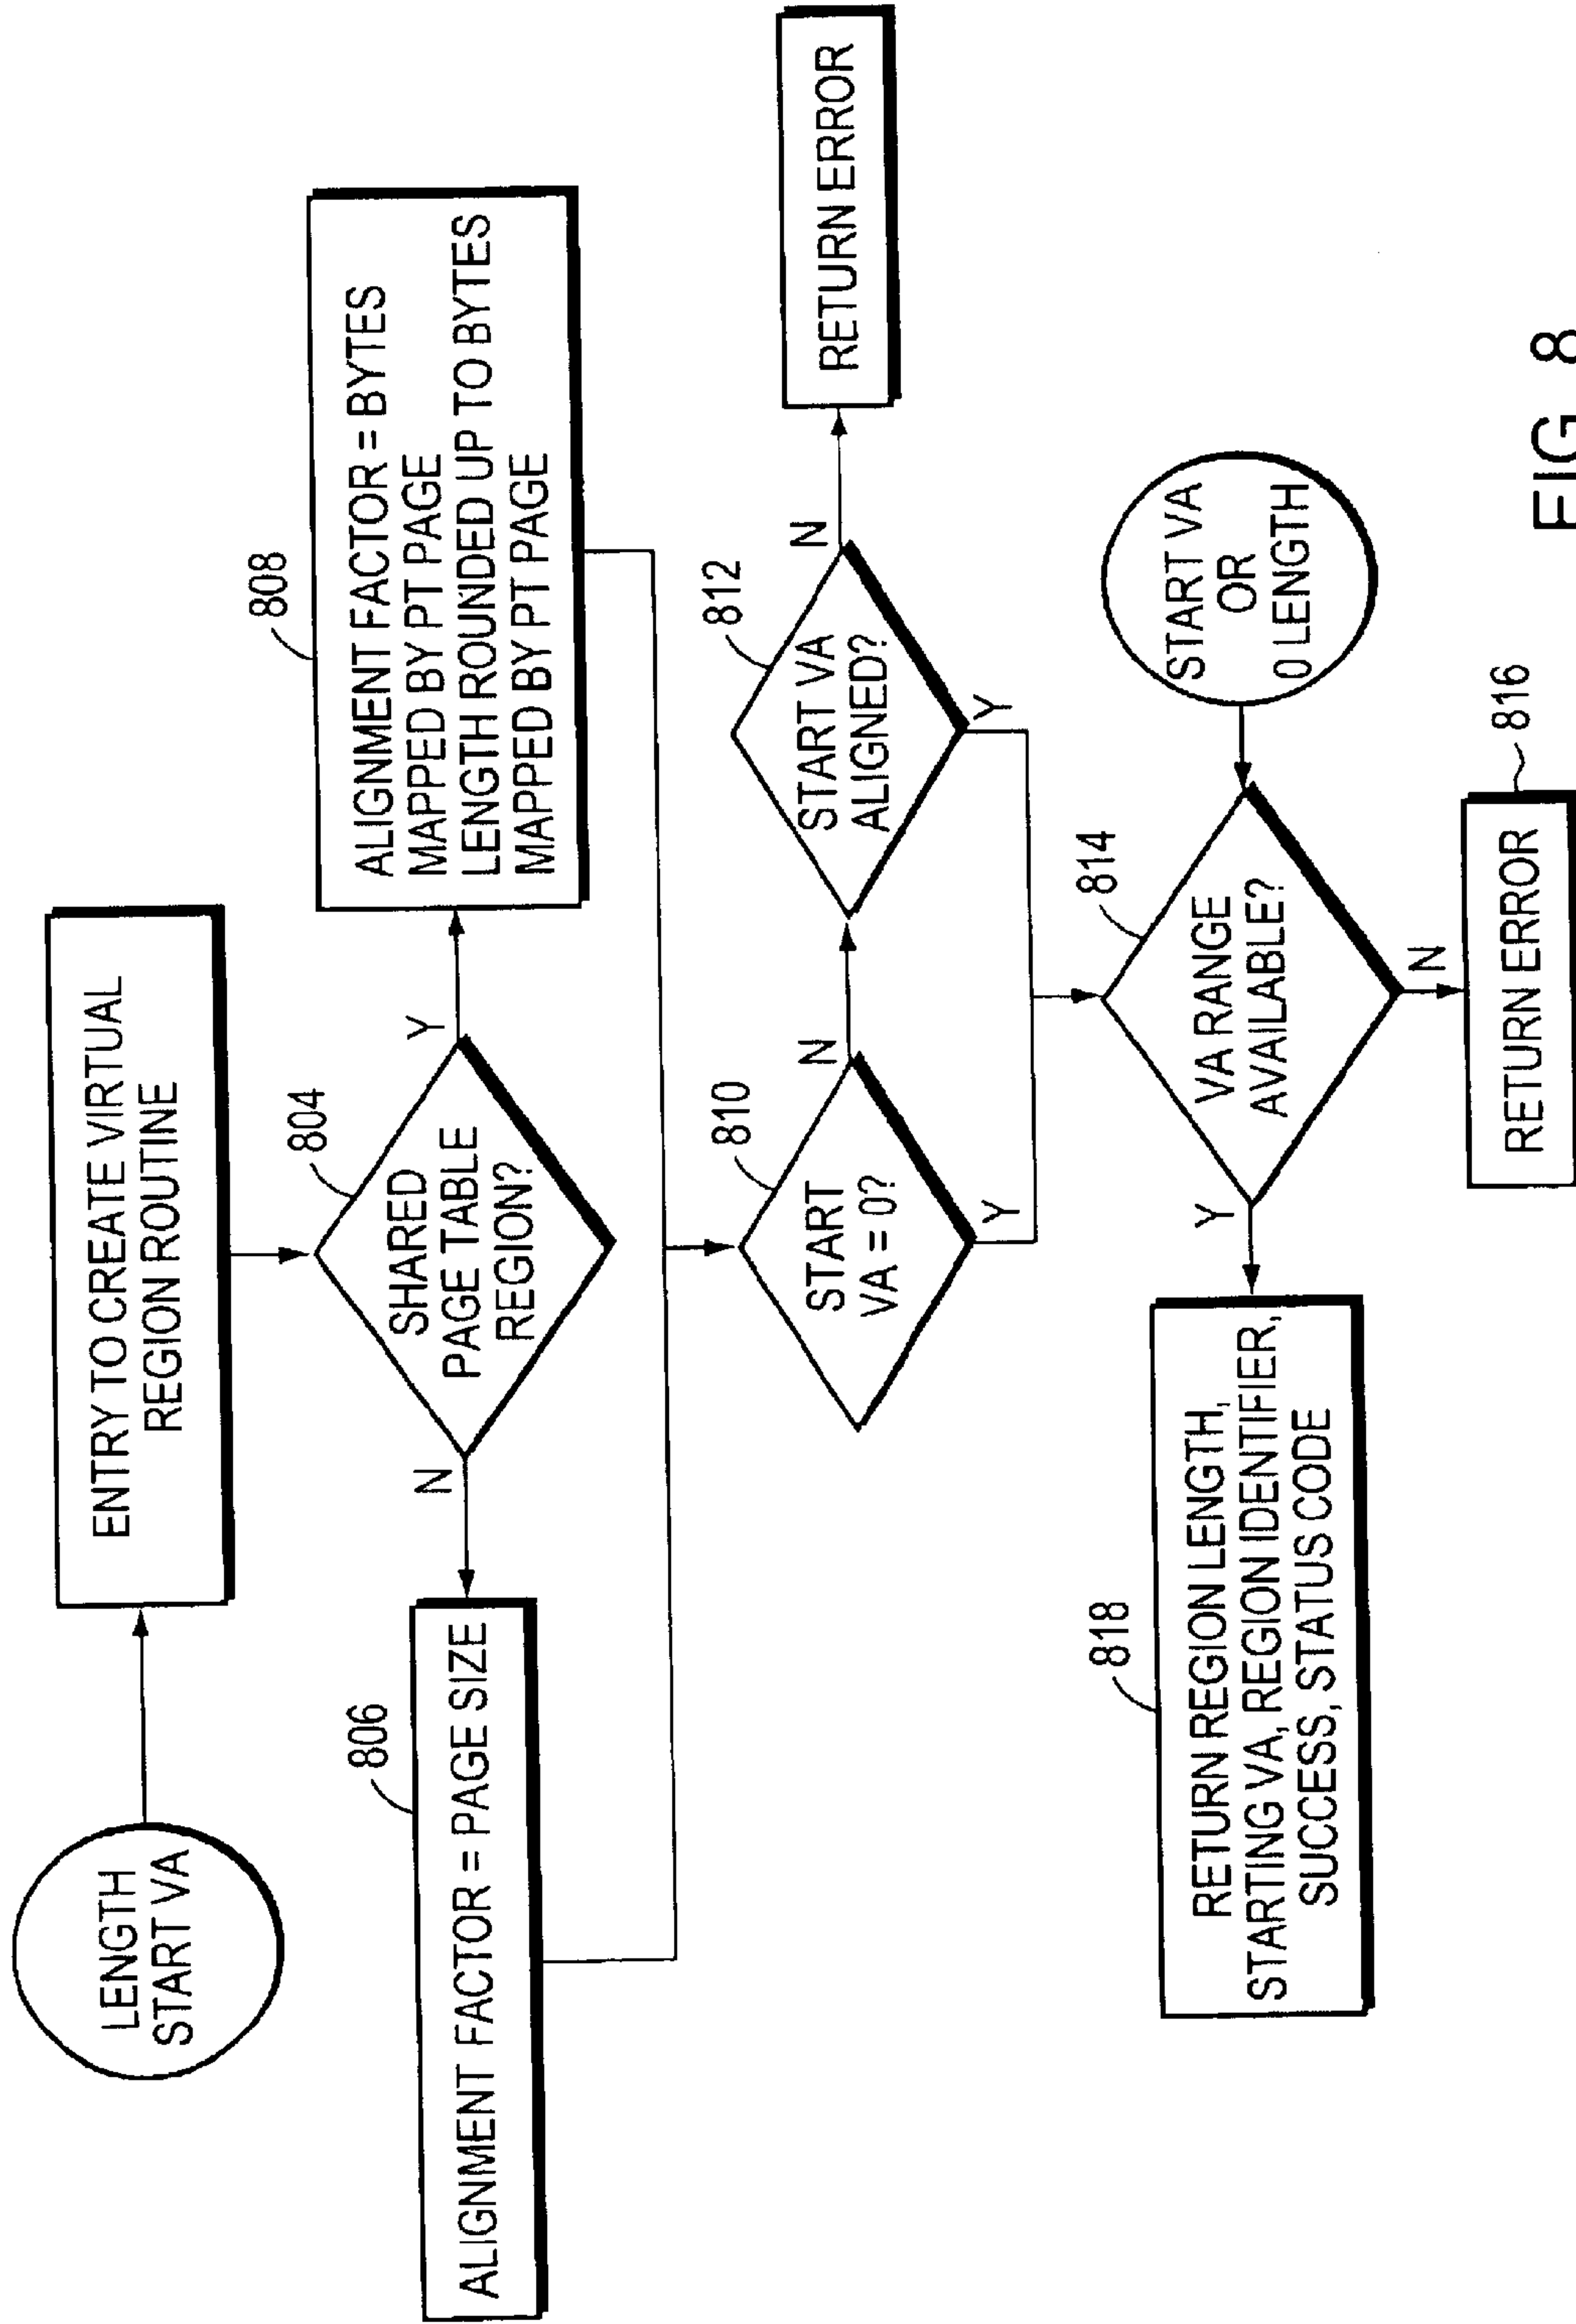 LENGTH
START VA
ENTRY TO CREATE VIRTUAL
REGION ROUTINE
804
SHARED
PAGE TABLE
REGION?
N
Y
806
ALIGNMENT FACTOR = PAGE SIZE
808
ALIGNMENT FACTOR = BYTES
MAPPED BY PT PAGE
LENGTH ROUNDED UP TO BYTES
MAPPED BY PT PAGE
810
START
VA = 0?
N
Y
812
START VA
ALIGNED?
N
Y
RETURN ERROR
814
VA RANGE
AVAILABLE?
Y
N
START VA
OR
0 LENGTH
816
RETURN ERROR
818
RETURN REGION LENGTH,
STARTING VA, REGION IDENTIFIER,
SUCCESS, STATUS CODE
FIG. 8